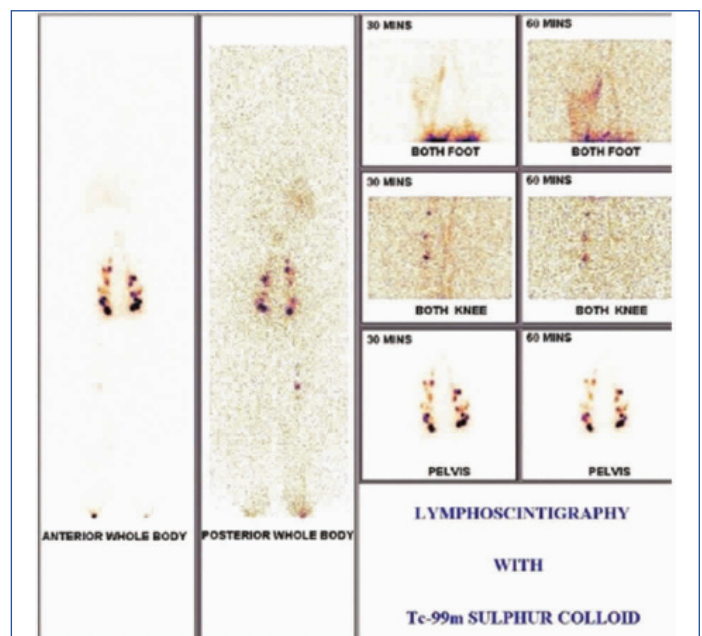 30 MINS
60 MINS
BOTH FOOT
BOTH FOOT
30 MINS
60 MINS
BOTH KNEE
BOTH KNEE
30 MINS
60 MINS
PELVIS
PELVIS
ANTERIOR WHOLE BODY
POSTERIOR WHOLE BODY
LYMPHOSCINTIGRAPHY
WITH
Tc-99m SULPHUR COLLOID